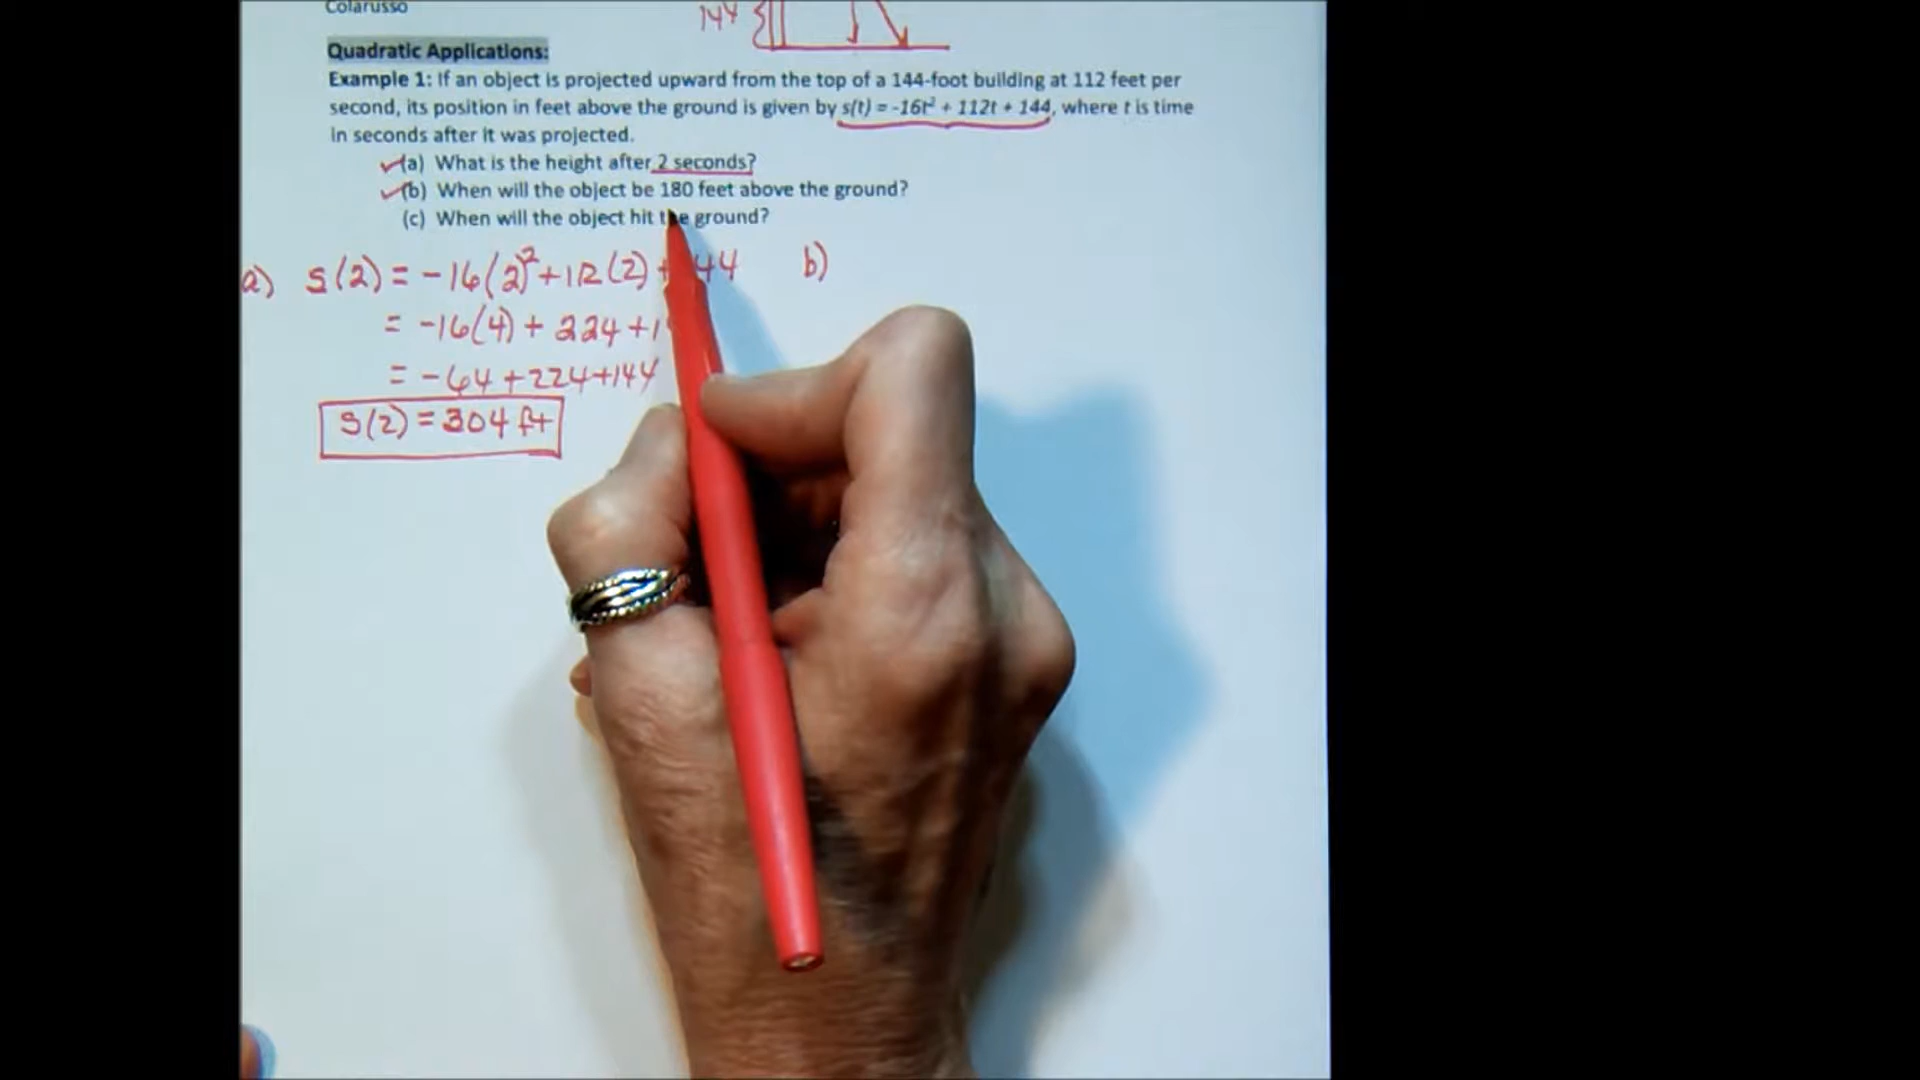 Colarusso
144
Quadratic Applications:
Example 1: If an object is projected upward from the top of a 144-foot building at 112 feet per
second, its position in feet above the ground is given by s(t) = -16t² + 112t + 144, where t is time
in seconds after it was projected.
(a) What is the height after 2 seconds?
(b) When will the object be 180 feet above the ground?
(c) When will the object hit the ground?
a) s(2) = -16(2)² + 112(2) + 44 b)
= -16(4) + 224 + 1
= -64 + 224 + 144
S(2) = 304 ft